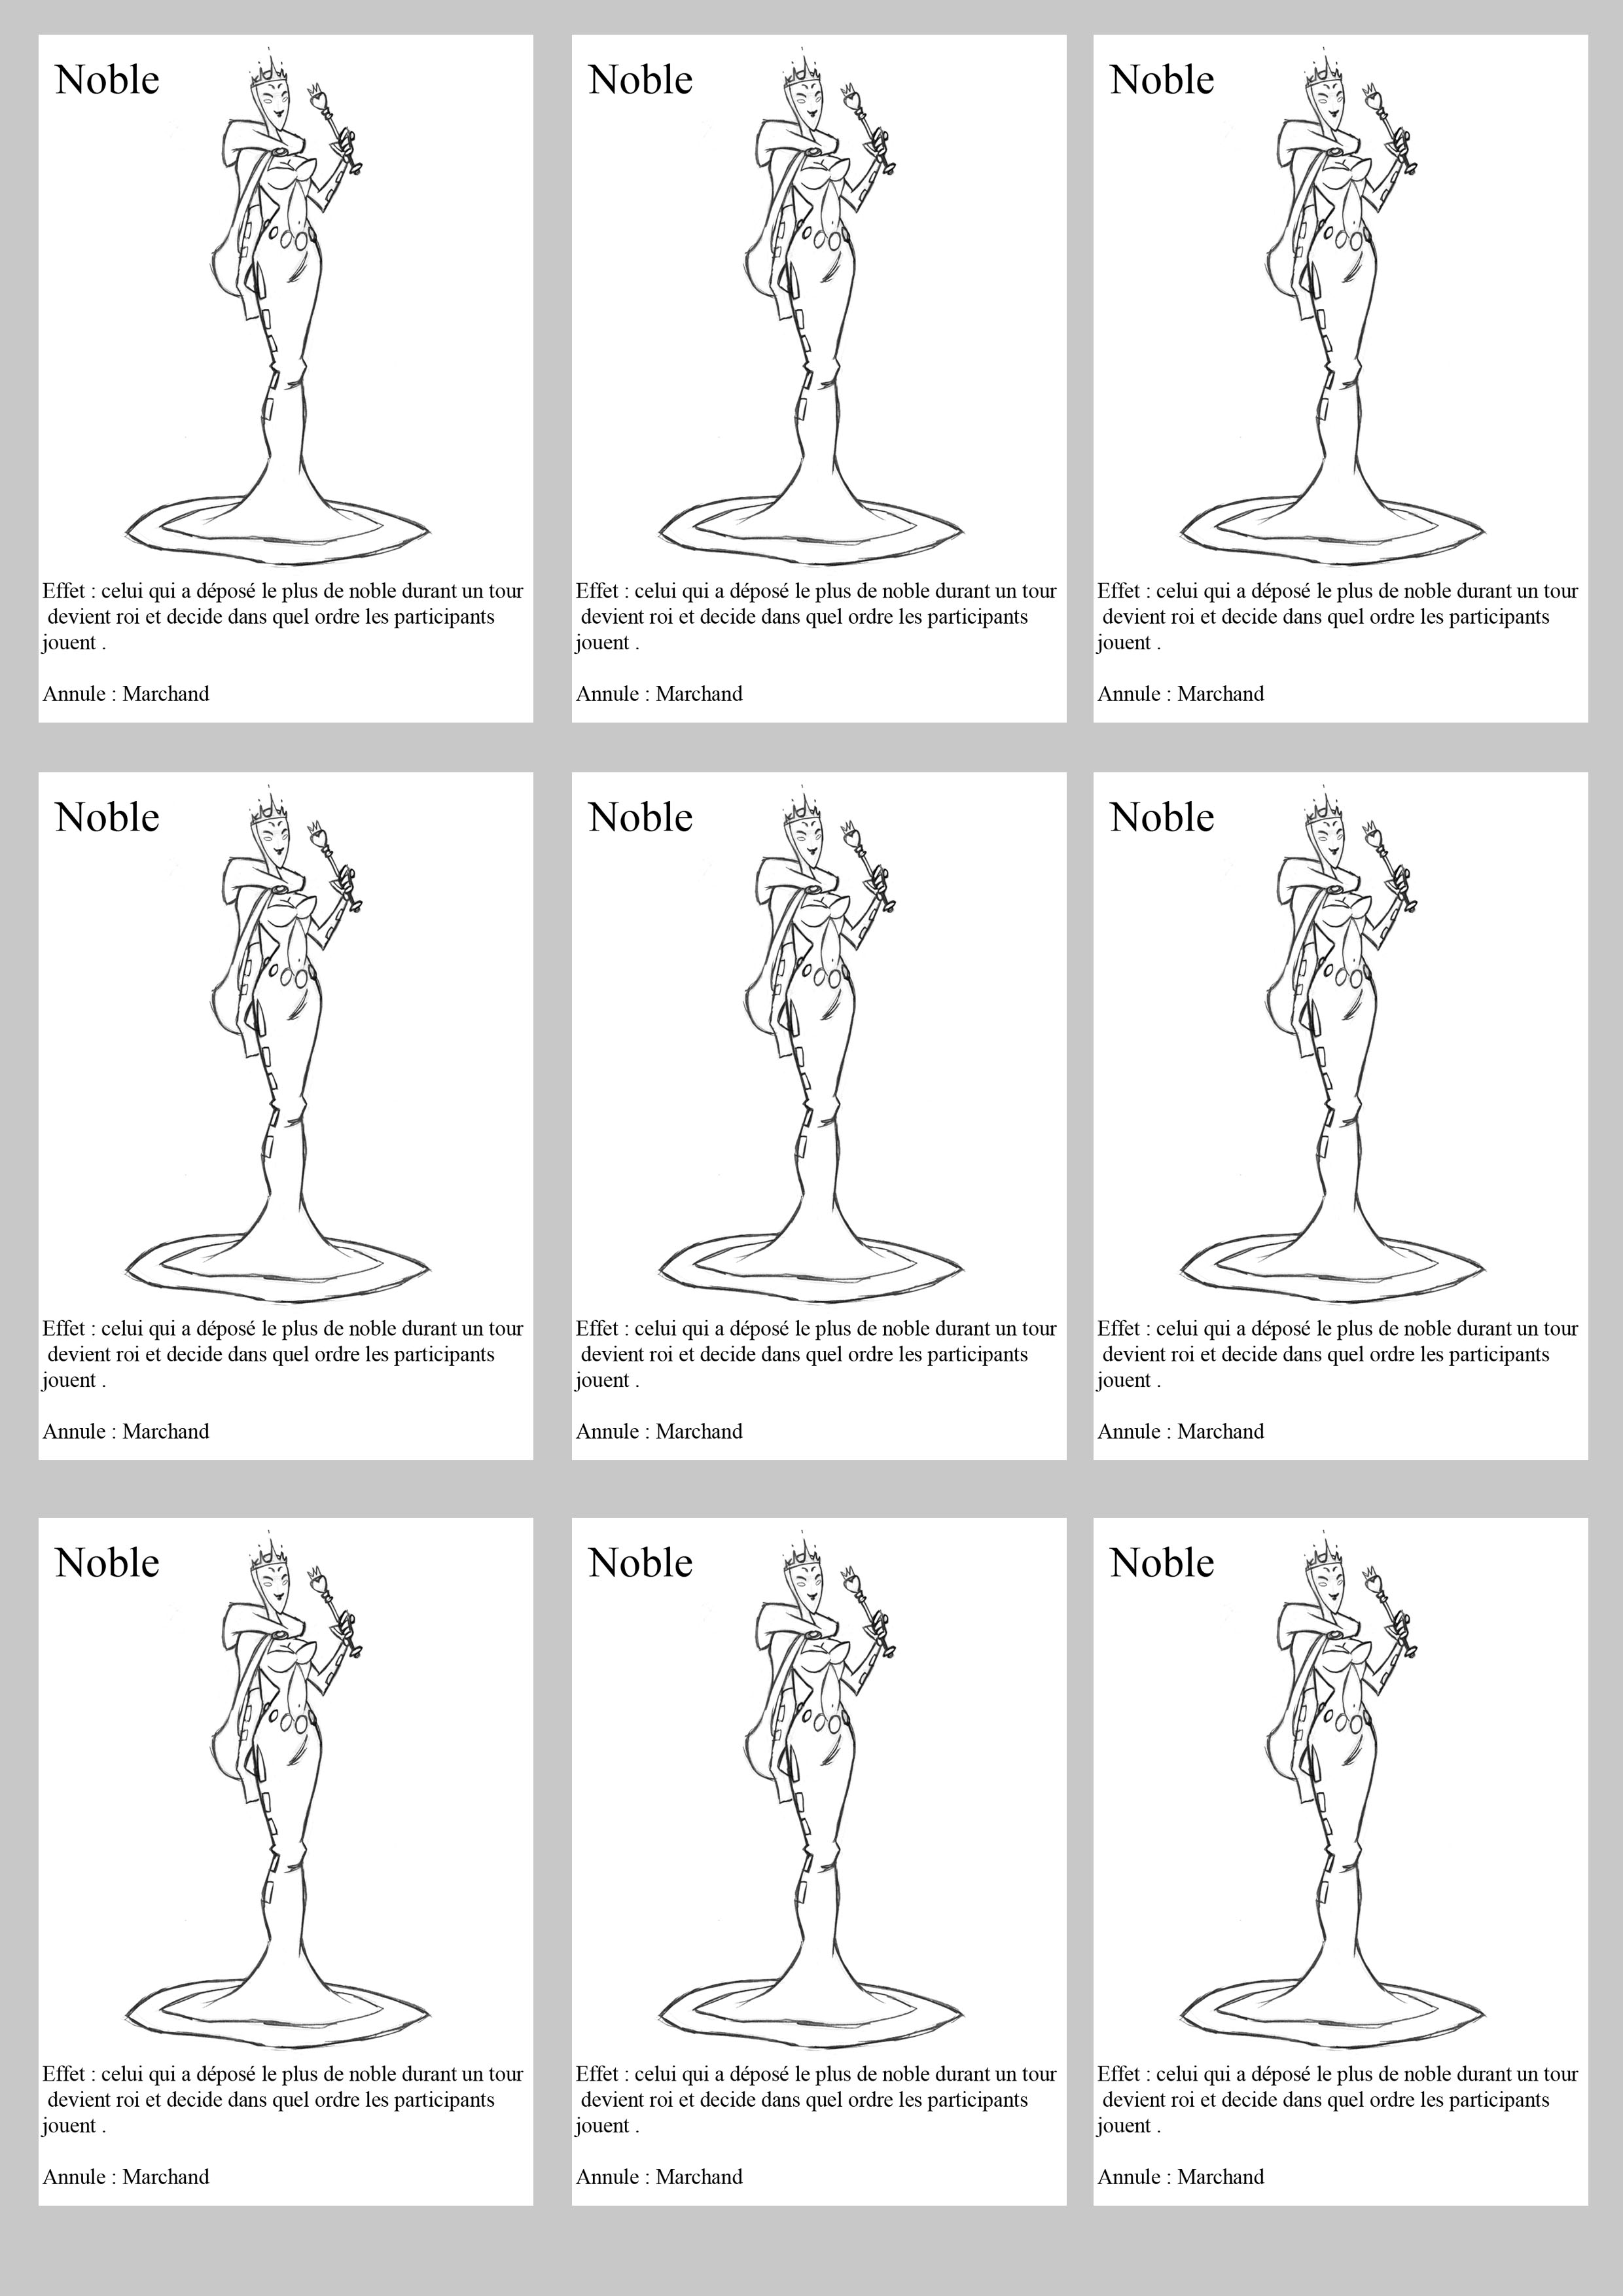 Noble
Effet : celui qui a déposé le plus de noble durant un tour
devient roi et decide dans quel ordre les participants
jouent .
Annule : Marchand
Noble
Effet : celui qui a déposé le plus de noble durant un tour
devient roi et decide dans quel ordre les participants
jouent .
Annule : Marchand
Noble
Effet : celui qui a déposé le plus de noble durant un tour
devient roi et decide dans quel ordre les participants
jouent .
Annule : Marchand
Noble
Effet : celui qui a déposé le plus de noble durant un tour
devient roi et decide dans quel ordre les participants
jouent .
Annule : Marchand
Noble
Effet : celui qui a déposé le plus de noble durant un tour
devient roi et decide dans quel ordre les participants
jouent .
Annule : Marchand
Noble
Effet : celui qui a déposé le plus de noble durant un tour
devient roi et decide dans quel ordre les participants
jouent .
Annule : Marchand
Noble
Effet : celui qui a déposé le plus de noble durant un tour
devient roi et decide dans quel ordre les participants
jouent .
Annule : Marchand
Noble
Effet : celui qui a déposé le plus de noble durant un tour
devient roi et decide dans quel ordre les participants
jouent .
Annule : Marchand
Noble
Effet : celui qui a déposé le plus de noble durant un tour
devient roi et decide dans quel ordre les participants
jouent .
Annule : Marchand